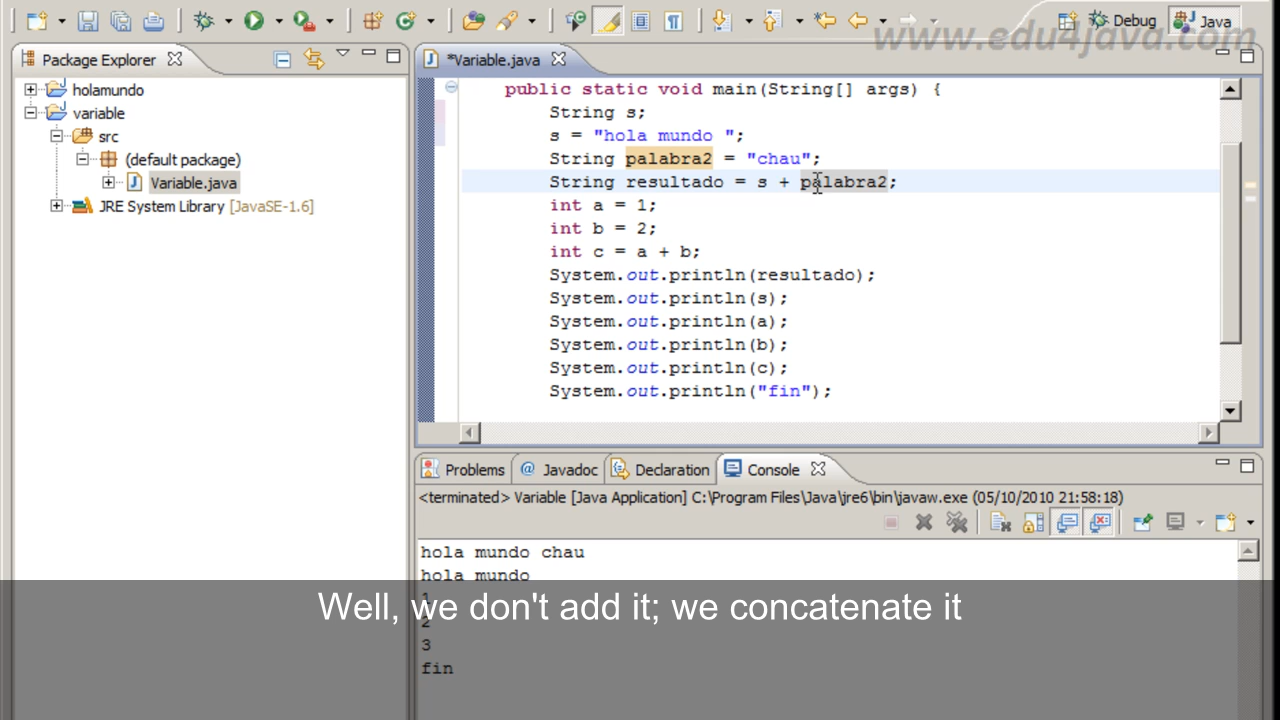 Debug
Java
www.edu4java.com
Package Explorer
*Variable.java
holamundo
variable
src
(default package)
Variable.java
JRE System Library [JavaSE-1.6]
public static void main(String[] args) {
String s;
s = "hola mundo ";
String palabra2 = "chau";
String resultado = s + palabra2;
int a = 1;
int b = 2;
int c = a + b;
System.out.println(resultado);
System.out.println(s);
System.out.println(a);
System.out.println(b);
System.out.println(c);
System.out.println("fin");
Problems
Javadoc
Declaration
Console
<terminated> Variable [Java Application] C:\Program Files\Java\jre6\bin\javaw.exe (05/10/2010 21:58:18)
hola mundo chau
hola mundo
1
Well, we don't add it; we concatenate it
2
3
fin